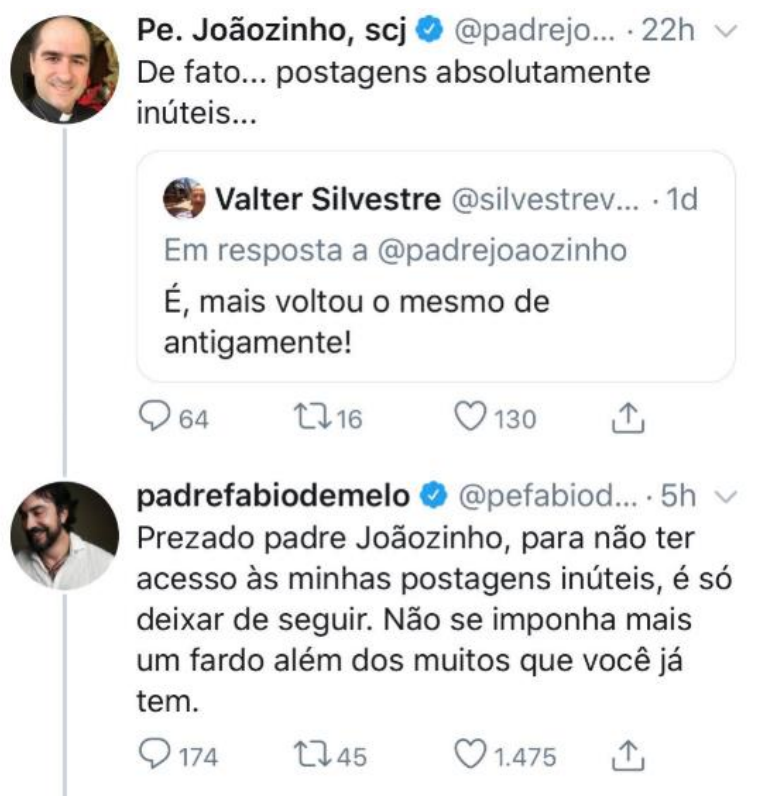 Pe. Joãozinho, scj @padrejo... · 22h
De fato... postagens absolutamente
inúteis...
Valter Silvestre @silvestrev... · 1d
Em resposta a @padrejoaozinho
É, mais voltou o mesmo de
antigamente!
64 16 130
padrefabiodemelo @pefabiod... · 5h
Prezado padre Joãozinho, para não ter
acesso às minhas postagens inúteis, é só
deixar de seguir. Não se imponha mais
um fardo além dos muitos que você já
tem.
174 45 1.475